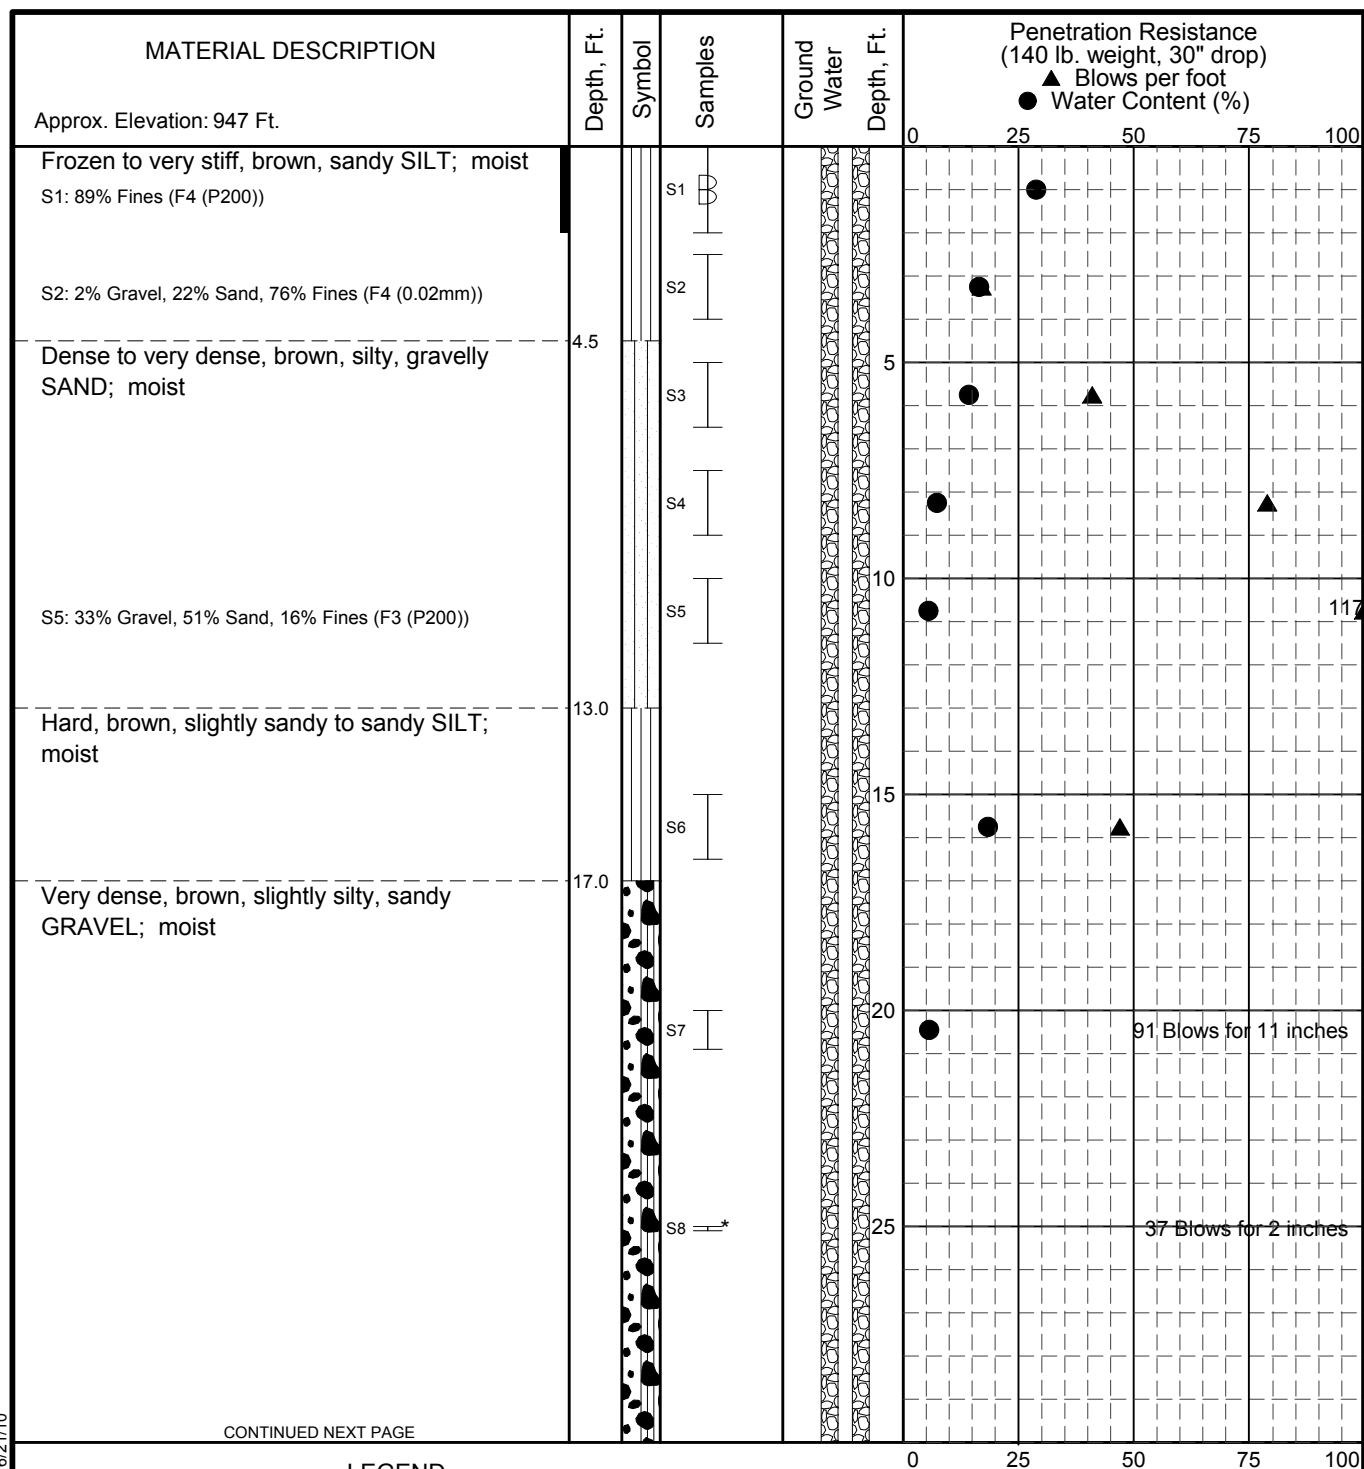 MATERIAL DESCRIPTION
Approx. Elevation: 947 Ft.
Depth, Ft.
Symbol
Samples
Ground
Water
Depth, Ft.
Penetration Resistance
(140 lb. weight, 30" drop)
▲ Blows per foot
● Water Content (%)
0 25 50 75 100
Frozen to very stiff, brown, sandy SILT; moist
S1: 89% Fines (F4 (P200))
S1
S2: 2% Gravel, 22% Sand, 76% Fines (F4 (0.02mm))
S2
4.5
Dense to very dense, brown, silty, gravelly
SAND; moist
5
S3
S4
10
S5: 33% Gravel, 51% Sand, 16% Fines (F3 (P200))
S5
117
13.0
Hard, brown, slightly sandy to sandy SILT;
moist
15
S6
17.0
Very dense, brown, slightly silty, sandy
GRAVEL; moist
20
S7
91 Blows for 11 inches
S8
*
25
37 Blows for 2 inches
CONTINUED NEXT PAGE
0 25 50 75 100
LEGEND
6/21/10